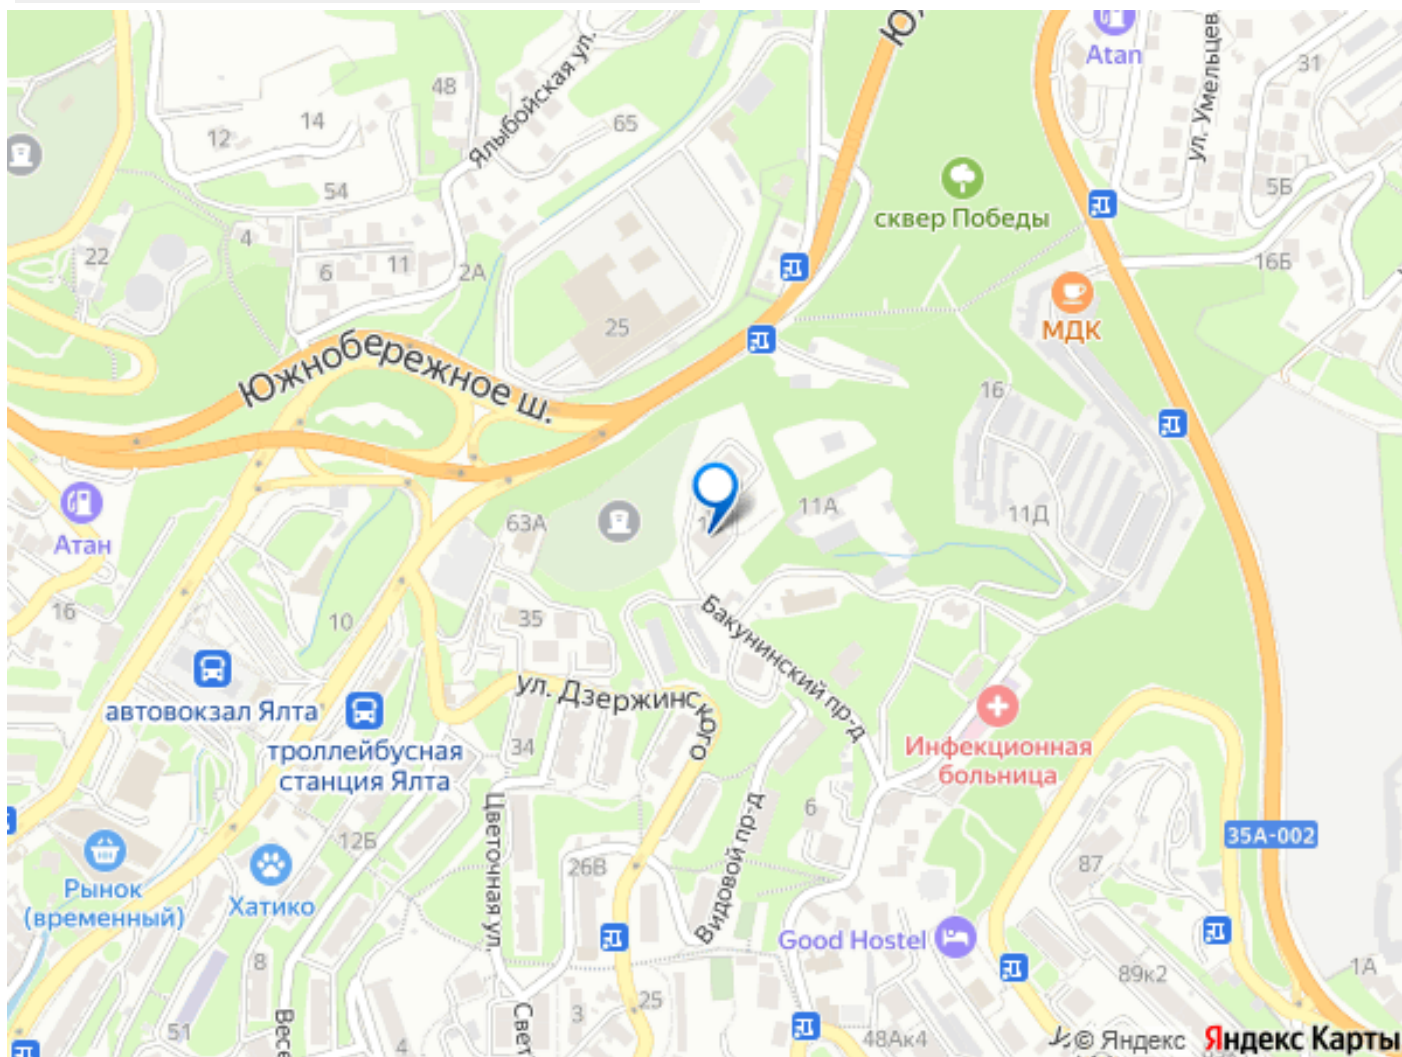 Atan
31
ул. Умельцев
48
Ялыбойская ул.
65
14
12
54
5Б
сквер Победы
4
22
6
11
2А
16Б
МДК
25
Южнобережное ш.
16
11А
11Д
63А
Атан
16
10
35
Бакунинский пр-д
автовокзал Ялта
троллейбусная
станция Ялта
ул. Дзержинского
34
Инфекционная
больница
Цветочная ул.
Видовой пр-д
6
12Б
26В
87
35А-002
Рынок
(временный)
Хатико
Good Hostel
8
89к2
1А
51
25
3
4
48Ак4
© Яндекс
Яндекс Карты